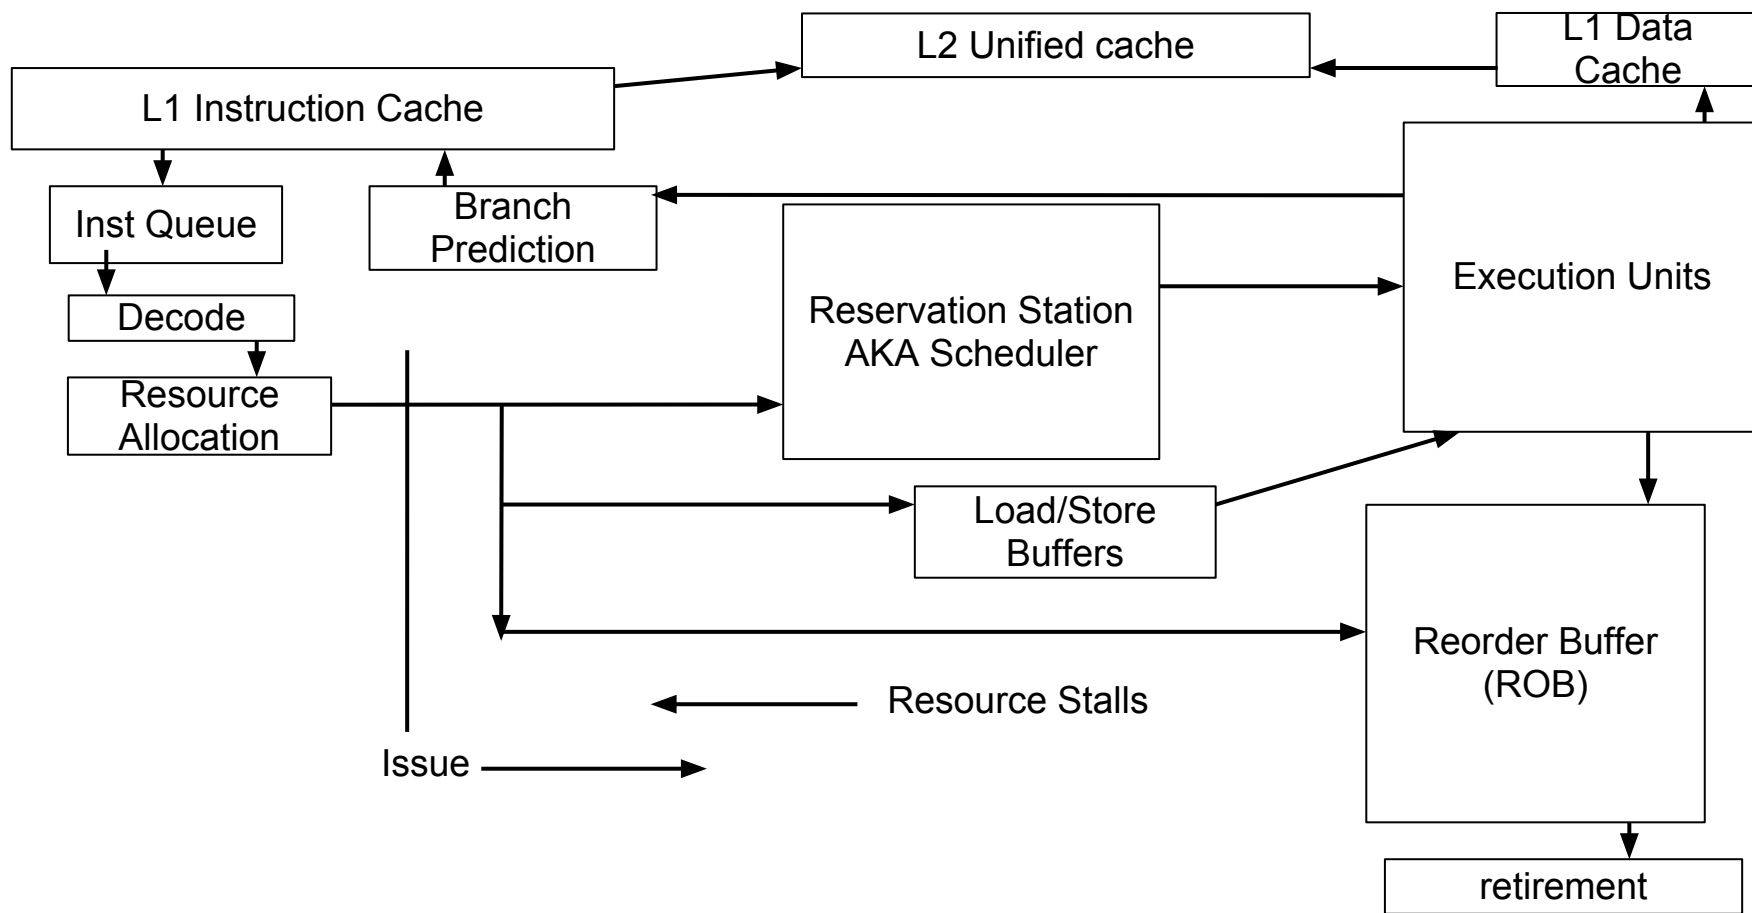 L2 Unified cache
L1 Data
Cache
L1 Instruction Cache
Inst Queue
Branch
Prediction
Execution Units
Decode
Reservation Station
AKA Scheduler
Resource
Allocation
Load/Store
Buffers
Reorder Buffer
(ROB)
Resource Stalls
Issue
retirement